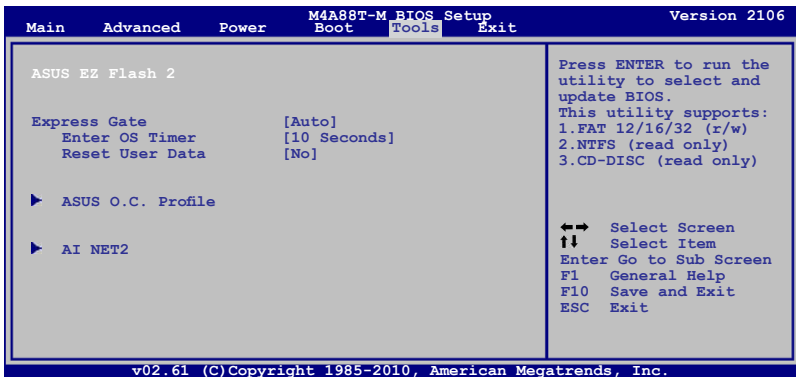 M4A88T-M BIOS Setup Version 2106
Main Advanced Power Boot Tools Exit
ASUS EZ Flash 2
Express Gate [Auto]
Enter OS Timer [10 Seconds]
Reset User Data [No]
ASUS O.C. Profile
AI NET2
Press ENTER to run the
utility to select and
update BIOS.
This utility supports:
1.FAT 12/16/32 (r/w)
2.NTFS (read only)
3.CD-DISC (read only)
←→ Select Screen
↑↓ Select Item
Enter Go to Sub Screen
F1 General Help
F10 Save and Exit
ESC Exit
v02.61 (C)Copyright 1985-2010, American Megatrends, Inc.